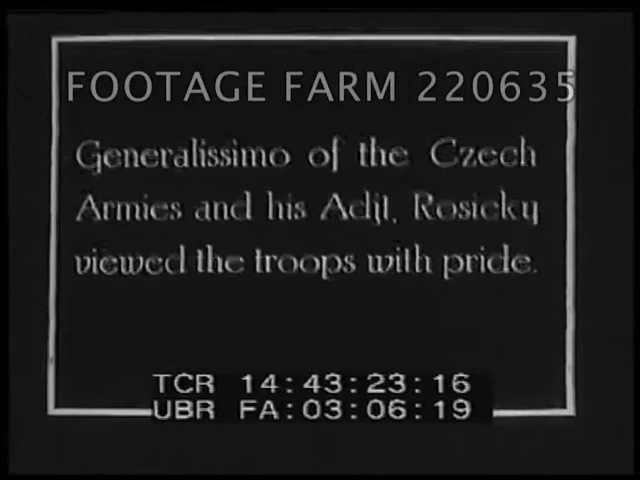 FOOTAGE FARM 220635
Generalissimo of the Czech
Armies and his Adjt. Rosicky
viewed the troops with pride.
TCR 14:43:23:16
UBR FA:03:06:19